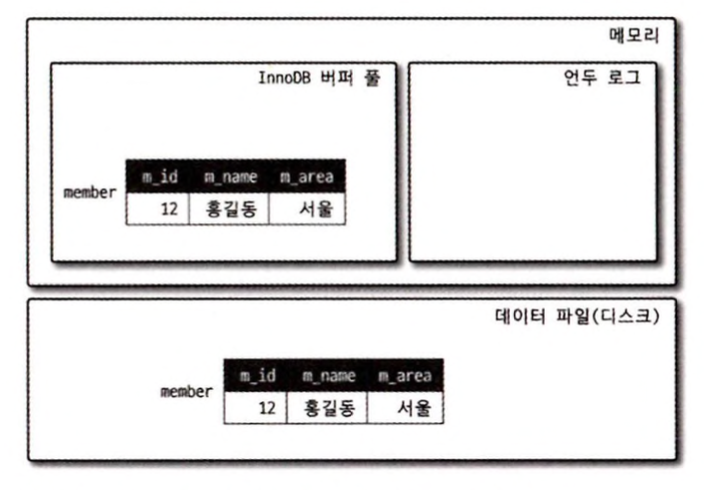 메모리
InnoDB 버퍼 풀
언두 로그
m_id m_name m_area
member
12 홍길동 서울
데이터 파일(디스크)
m_id m_name m_area
member
12 홍길동 서울